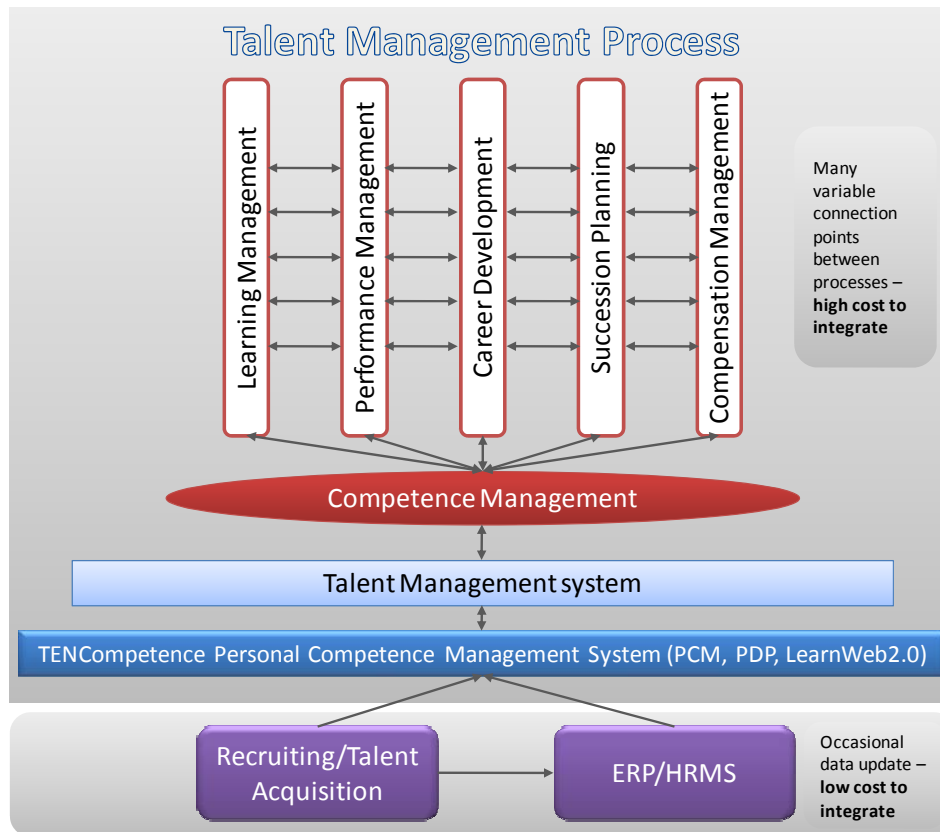 Talent Management Process
Learning Management
Performance Management
Career Development
Succession Planning
Compensation Management
Many
variable
connection
points
between
processes –
high cost to
integrate
Competence Management
Talent Management system
TENCompetence Personal Competence Management System (PCM, PDP, LearnWeb2.0)
Recruiting/Talent
Acquisition
ERP/HRMS
Occasional
data update –
low cost to
integrate